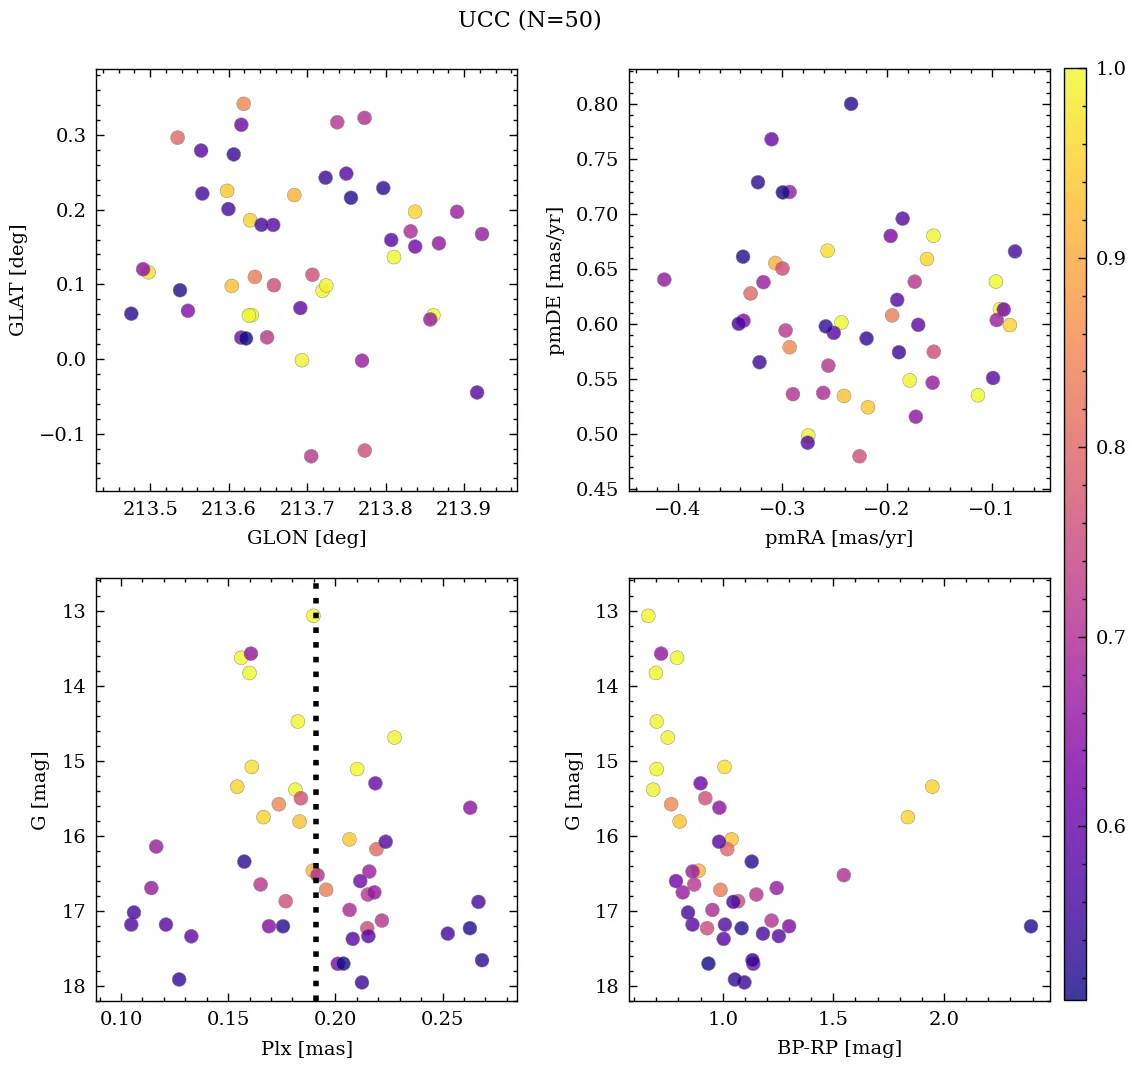 UCC (N=50)
0.3
0.2
0.1
0.0
−0.1
GLAT [deg]
213.5 213.6 213.7 213.8 213.9
GLON [deg]
0.80
0.75
0.70
0.65
0.60
0.55
0.50
0.45
pmDE [mas/yr]
−0.4 −0.3 −0.2 −0.1
pmRA [mas/yr]
13
14
15
16
17
18
G [mag]
0.10 0.15 0.20 0.25
Plx [mas]
13
14
15
16
17
18
G [mag]
1.0 1.5 2.0
BP-RP [mag]
1.0
0.9
0.8
0.7
0.6